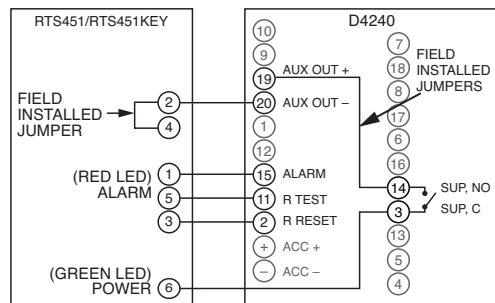 RTS451/RTS451KEY
D4240
FIELD
INSTALLED
JUMPER
2
4
(RED LED)
ALARM
1
5
3
(GREEN LED)
POWER
6
10
9
19 AUX OUT +
20 AUX OUT –
1
12
15 ALARM
11 R TEST
2 R RESET
+ ACC +
– ACC –
7
18
8
17
6
16
14 SUP, NO
3 SUP, C
13
5
4
FIELD
INSTALLED
JUMPERS